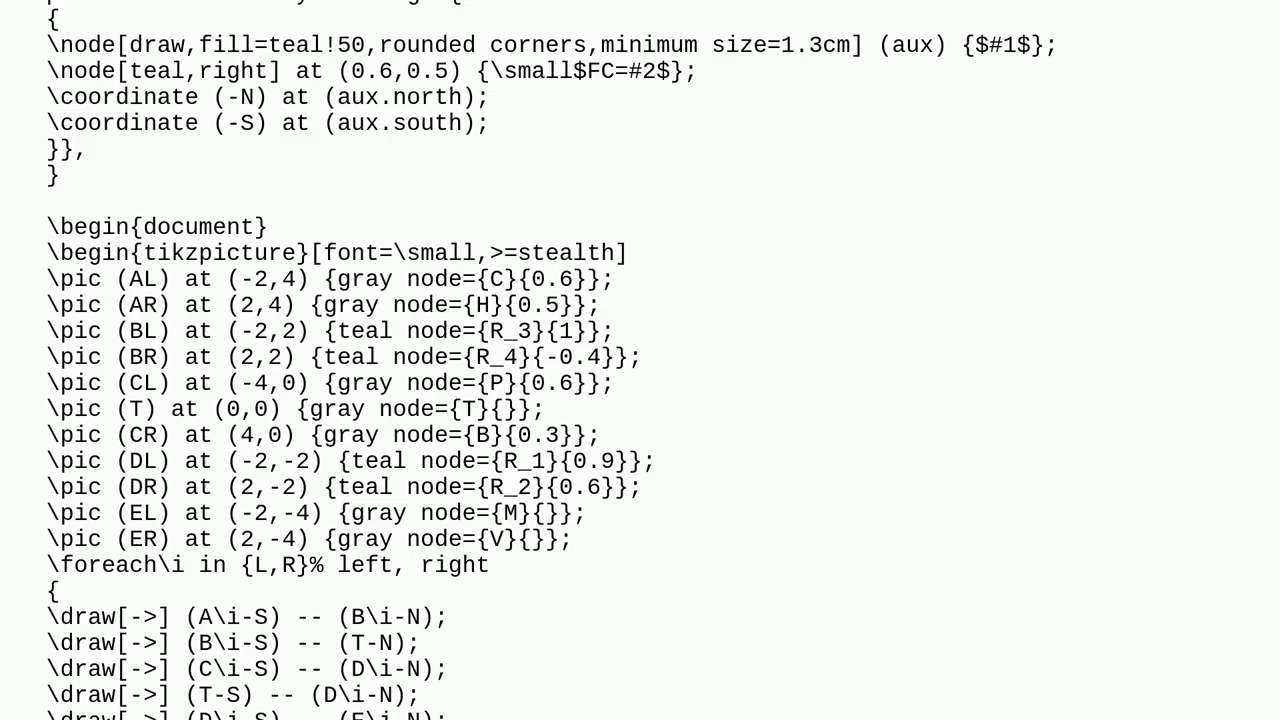 {
\node[draw,fill=teal!50,rounded corners,minimum size=1.3cm] (aux) {$#1$};
\node[teal,right] at (0.6,0.5) {\small$FC=#2$};
\coordinate (-N) at (aux.north);
\coordinate (-S) at (aux.south);
}},
}
\begin{document}
\begin{tikzpicture}[font=\small,>=stealth]
\pic (AL) at (-2,4) {gray node={C}{0.6}};
\pic (AR) at (2,4) {gray node={H}{0.5}};
\pic (BL) at (-2,2) {teal node={R_3}{1}};
\pic (BR) at (2,2) {teal node={R_4}{-0.4}};
\pic (CL) at (-4,0) {gray node={P}{0.6}};
\pic (T) at (0,0) {gray node={T}{}};
\pic (CR) at (4,0) {gray node={B}{0.3}};
\pic (DL) at (-2,-2) {teal node={R_1}{0.9}};
\pic (DR) at (2,-2) {teal node={R_2}{0.6}};
\pic (EL) at (-2,-4) {gray node={M}{}};
\pic (ER) at (2,-4) {gray node={V}{}};
\foreach\i in {L,R}% left, right
{
\draw[->] (A\i-S) -- (B\i-N);
\draw[->] (B\i-S) -- (T-N);
\draw[->] (C\i-S) -- (D\i-N);
\draw[->] (T-S) -- (D\i-N);
\draw[->] (D\i-S) -- (E\i-N);